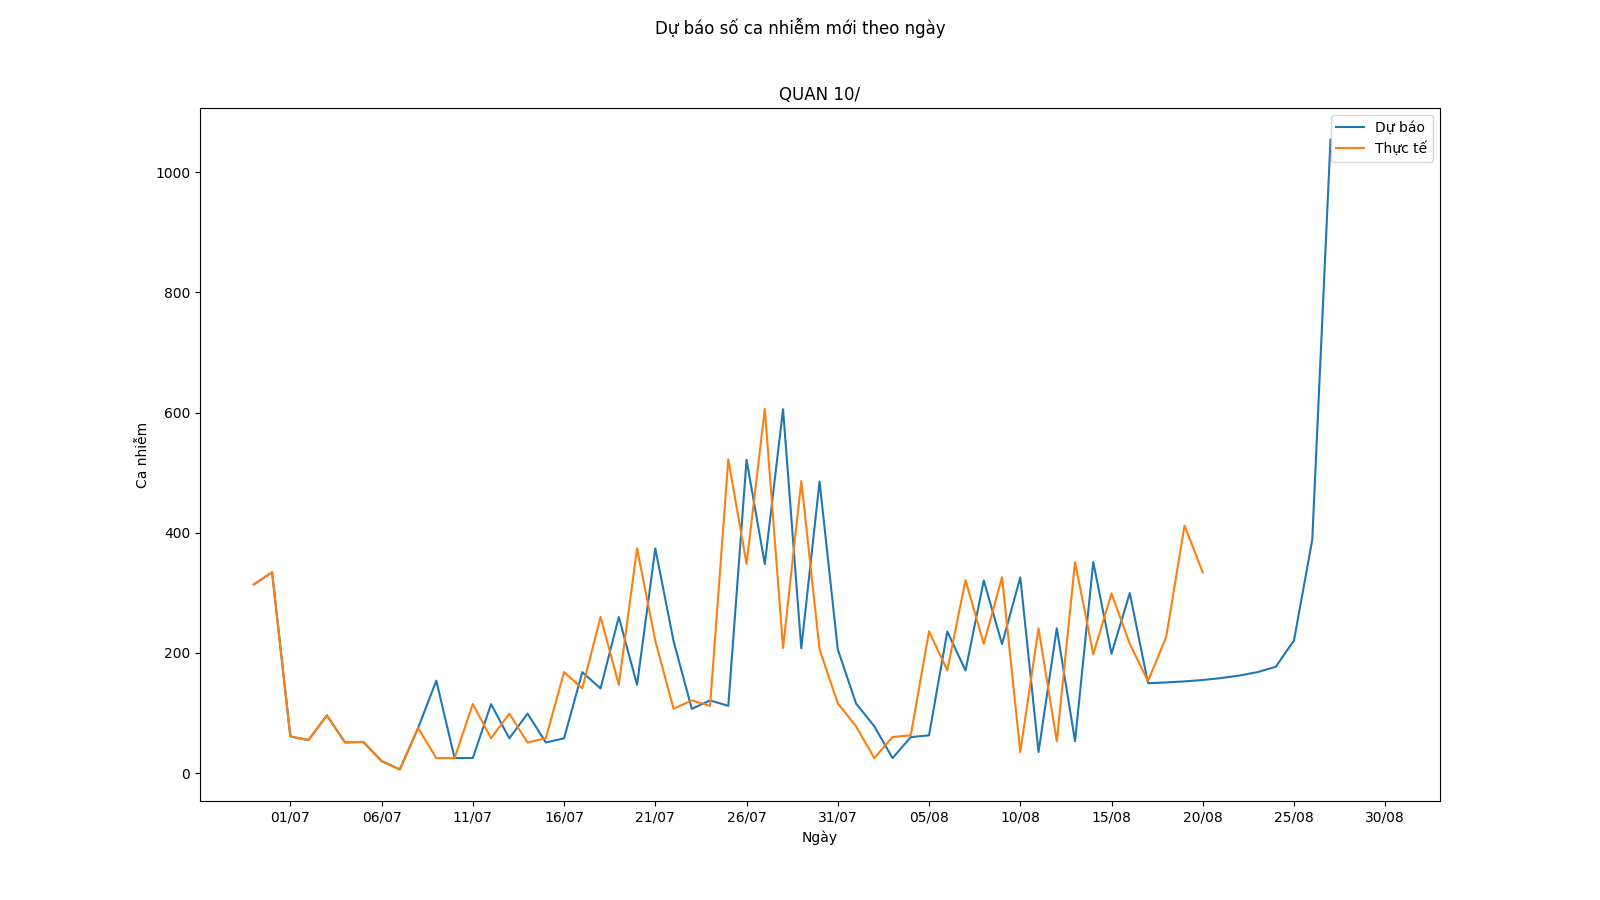 Dự báo số ca nhiễm mới theo ngày
QUAN 10/
Dự báo
Thực tế
1000
800
600
400
200
0
Ca nhiễm
01/07 06/07 11/07 16/07 21/07 26/07 31/07 05/08 10/08 15/08 20/08 25/08 30/08
Ngày